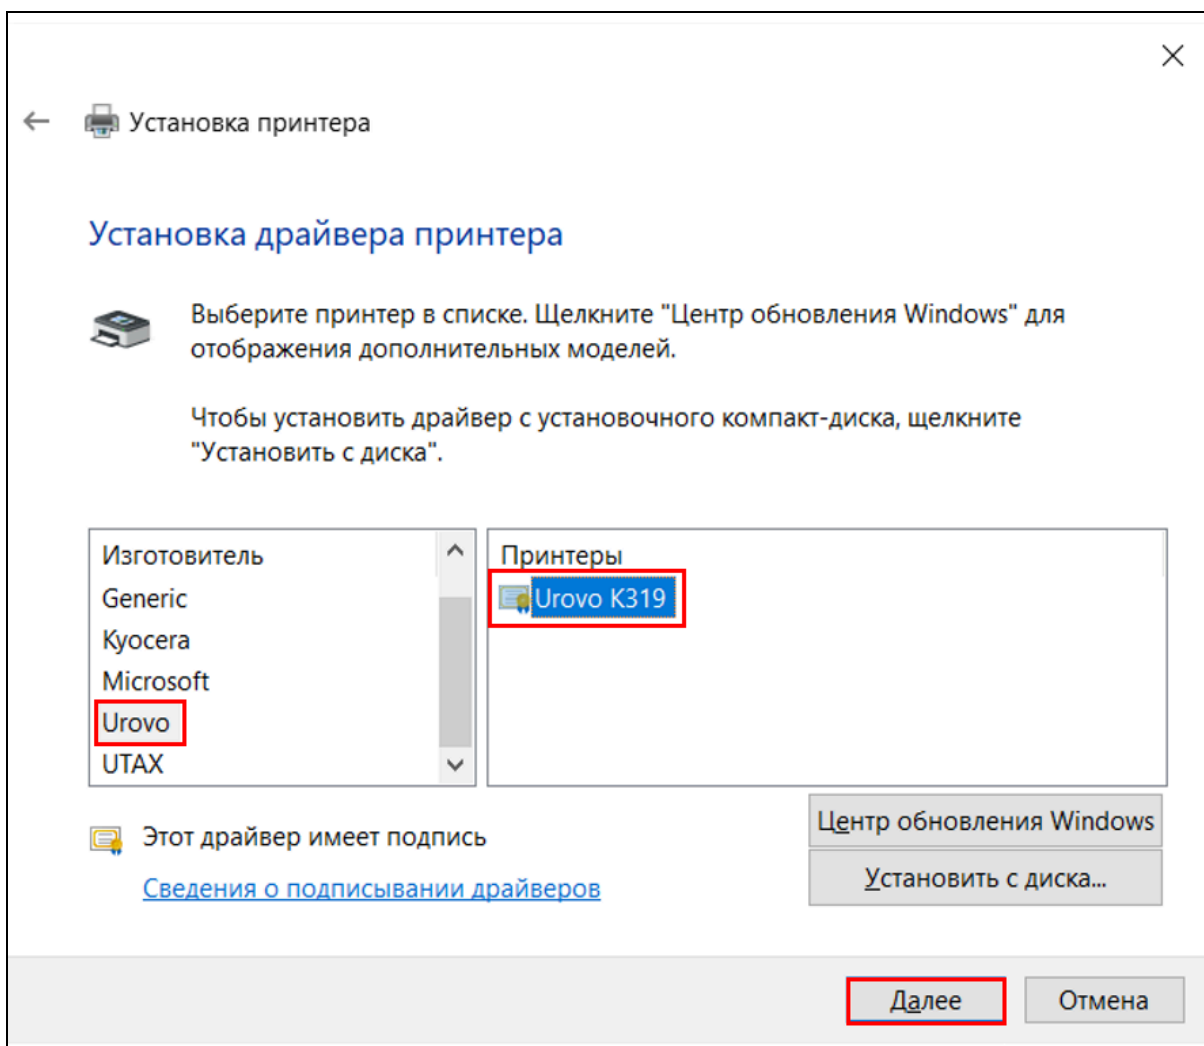 Установка принтера
Установка драйвера принтера
Выберите принтер в списке. Щелкните "Центр обновления Windows" для
отображения дополнительных моделей.
Чтобы установить драйвер с установочного компакт-диска, щелкните
"Установить с диска".
Изготовитель
Generic
Kyocera
Microsoft
Urovo
UTAX
Принтеры
Urovo K319
Этот драйвер имеет подпись
Сведения о подписывании драйверов
Центр обновления Windows
Установить с диска...
Далее
Отмена